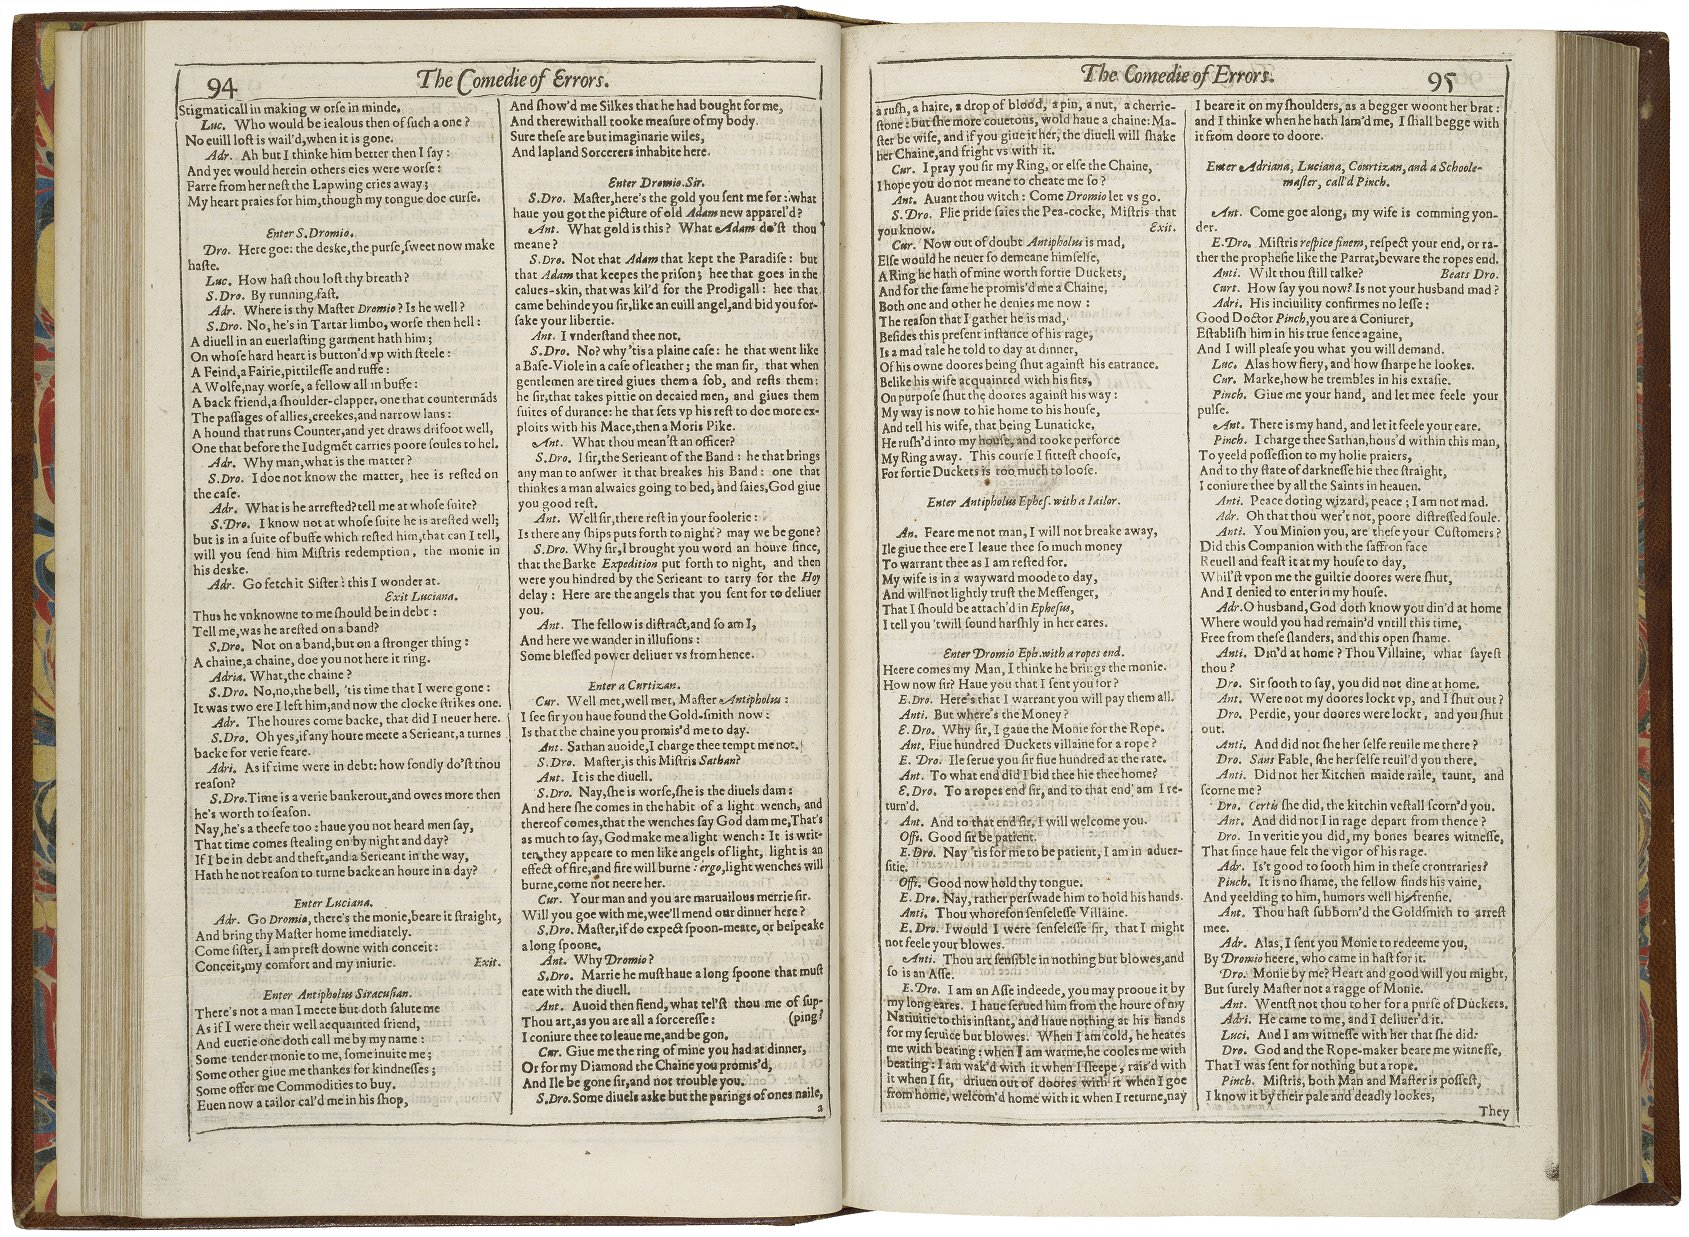 94
The Comedie of Errors.
Stigmaticall in making worse in minde.
Luc. Who would be iealous then of such a one?
No euill lost is wail'd, when it is gone.
Adr. Ah but I thinke him better then I say:
And yet would herein others eies were worse:
Farre from her nest the Lapwing cries away;
My heart praies for him, though my tongue doe curse.
Enter S.Dromio.
Dro. Here goe: the deske, the purse, sweet now make
haste.
Luc. How hast thou lost thy breath?
S.Dro. By running fast.
Adr. Where is thy Master Dromio? Is he well?
S.Dro. No, he's in Tartar limbo, worse then hell:
A diuell in an euerlasting garment hath him;
On whose hard heart is button'd vp with steele:
A Feind, a Fairie, pittilesse and ruffe:
A Wolfe, nay worse, a fellow all in buffe:
A back friend, a shoulder-clapper, one that countermāds
The passages of allies, creekes, and narrow lans:
A hound that runs Counter, and yet draws drifoot well,
One that before the Iudgmēt carries poore soules to hel.
Adr. Why man, what is the matter?
S.Dro. I doe not know the matter, hee is rested on
the case.
Adr. What is he arrested? tell me at whose suite?
S.Dro. I know not at whose suite he is arested well;
but is in a suite of buffe which rested him, that can I tell,
will you send him Mistris redemption, the monie in
his deske.
Adr. Go fetch it Sister: this I wonder at.
Exit Luciana.
Thus he vnknowne to me should be in debt:
Tell me, was he arested on a band?
S.Dro. Not on a band, but on a stronger thing:
A chaine, a chaine, doe you not here it ring.
Adria. What, the chaine?
S.Dro. No, no, the bell, 'tis time that I were gone:
It was two ere I left him, and now the clocke strikes one.
Adr. The houres come backe, that did I neuer here.
S.Dro. Oh yes, if any houre meete a Serieant, a turnes
backe for verie feare.
Adri. As if time were in debt: how fondly do'st thou
reason?
S.Dro. Time is a verie bankerout, and owes more then
he's worth to season.
Nay, he's a theefe too: haue you not heard men say,
That time comes stealing on by night and day?
If I be in debt and theft, and a Serieant in the way,
Hath he not reason to turne backe an houre in a day?
Enter Luciana.
Adr. Go Dromio, there's the monie, beare it straight,
And bring thy Master home imediately.
Come sister, I am prest downe with conceit:
Conceit, my comfort and my iniurie. Exit.
Enter Antipholus Siracusian.
There's not a man I meete but doth salute me
As if I were their well acquainted friend,
And euerie one doth call me by my name:
Some tender monie to me, some inuite me;
Some other giue me thankes for kindnesses;
Some offer me Commodities to buy.
Euen now a tailor cal'd me in his shop,
And show'd me Silkes that he had bought for me,
And therewithall tooke measure of my body.
Sure these are but imaginarie wiles,
And lapland Sorcerers inhabite here.
Enter Dromio.Sir.
S.Dro. Master, here's the gold you sent me for: what
haue you got the picture of old Adam new apparel'd?
Ant. What gold is this? What Adam do'st thou
meane?
S.Dro. Not that Adam that kept the Paradise: but
that Adam that keepes the prison; hee that goes in the
calues-skin, that was kil'd for the Prodigall: hee that
came behinde you sir, like an euill angel, and bid you for-
sake your libertie.
Ant. I vnderstand thee not.
S.Dro. No? why 'tis a plaine case: he that went like
a Base-Viole in a case of leather; the man sir, that when
gentlemen are tired giues them a sob, and rests them:
he sir, that takes pittie on decaied men, and giues them
suites of durance: he that sets vp his rest to doe more ex-
ploits with his Mace, then a Moris Pike.
Ant. What thou mean'st an officer?
S.Dro. I sir, the Serieant of the Band: he that brings
any man to answer it that breakes his Band: one that
thinkes a man alwaies going to bed, and saies, God giue
you good rest.
Ant. Well sir, there rest in your foolerie:
Is there any ships puts forth to night? may we be gone?
S.Dro. Why sir, I brought you word an houre since,
that the Barke Expedition put forth to night, and then
were you hindred by the Serieant to tarry for the Hoy
delay: Here are the angels that you sent for to deliuer
you.
Ant. The fellow is distract, and so am I,
And here we wander in illusions:
Some blessed power deliuer vs from hence.
Enter a Curtizan.
Cur. Well met, well met, Master Antipholus:
I see sir you haue found the Gold-smith now:
Is that the chaine you promis'd me to day.
Ant. Sathan auoide, I charge thee tempt me not.
S.Dro. Master, is this Mistris Sathan?
Ant. It is the diuell.
S.Dro. Nay, she is worse, she is the diuels dam:
And here she comes in the habit of a light wench, and
thereof comes, that the wenches say God dam me, That's
as much to say, God make me a light wench: It is writ-
ten, they appeare to men like angels of light, light is an
effect of fire, and fire will burne: ergo, light wenches will
burne, come not neere her.
Cur. Your man and you are maruailous merrie sir.
Will you goe with me, wee'll mend our dinner here?
S.Dro. Master, if do expect spoon-meate, or bespeake
a long spoone.
Ant. Why Dromio?
S.Dro. Marrie he must haue a long spoone that must
eate with the diuell.
Ant. Auoid then fiend, what tel'st thou me of sup-
Thou art, as you are all a sorceresse: (ping?
I coniure thee to leaue me, and be gon.
Cur. Giue me the ring of mine you had at dinner,
Or for my Diamond the Chaine you promis'd,
And Ile be gone sir, and not trouble you.
S.Dro. Some diuels aske but the parings of ones naile,
a
The Comedie of Errors.
95
a rush, a haire, a drop of blood, a pin, a nut, a cherrie-
stone: but she more couetous, wold haue a chaine: Ma-
ster be wise, and if you giue it her, the diuell will shake
her Chaine, and fright vs with it.
Cur. I pray you sir my Ring, or else the Chaine,
I hope you do not meane to cheate me so?
Ant. Auant thou witch: Come Dromio let vs go.
S.Dro. Flie pride saies the Pea-cocke, Mistris that
you know. Exit.
Cur. Now out of doubt Antipholus is mad,
Else would he neuer so demeane himselfe,
A Ring he hath of mine worth fortie Duckets,
And for the same he promis'd me a Chaine,
Both one and other he denies me now:
The reason that I gather he is mad,
Besides this present instance of his rage,
Is a mad tale he told to day at dinner,
Of his owne doores being shut against his entrance.
Belike his wife acquainted with his fits,
On purpose shut the doores against his way:
My way is now to hie home to his house,
And tell his wife, that being Lunaticke,
He rush'd into my house, and tooke perforce
My Ring away. This course I fittest choose,
For fortie Duckets is too much to loose.
Enter Antipholus Ephes. with a Iailor.
An. Feare me not man, I will not breake away,
Ile giue thee ere I leaue thee so much money
To warrant thee as I am rested for.
My wife is in a wayward moode to day,
And will not lightly trust the Messenger,
That I should be attach'd in Ephesus,
I tell you 'twill sound harshly in her eares.
Enter Dromio Eph. with a ropes end.
Heere comes my Man, I thinke he brings the monie.
How now sir? Haue you that I sent you for?
E.Dro. Here's that I warrant you will pay them all.
Anti. But where's the Money?
E.Dro. Why sir, I gaue the Monie for the Rope.
Ant. Fiue hundred Duckets villaine for a rope?
E.Dro. Ile serue you sir fiue hundred at the rate.
Ant. To what end did I bid thee hie thee home?
E.Dro. To a ropes end sir, and to that end am I re-
turn'd.
Ant. And to that end sir, I will welcome you.
Offi. Good sir be patient.
E.Dro. Nay 'tis for me to be patient, I am in aduer-
sitie.
Offi. Good now hold thy tongue.
E.Dro. Nay, rather perswade him to hold his hands.
Anti. Thou whoreson senselesse Villaine.
E.Dro. I would I were senselesse sir, that I might
not feele your blowes.
Anti. Thou art sensible in nothing but blowes, and
so is an Asse.
E.Dro. I am an Asse indeede, you may prooue it by
my long eares. I haue serued him from the houre of my
Natiuitie to this instant, and haue nothing at his hands
for my seruice but blowes. When I am cold, he heates
me with beating: when I am warme, he cooles me with
beating: I am wak'd with it when I sleepe, rais'd with
it when I sit, driuen out of doores with it when I goe
from home, welcom'd home with it when I returne, nay
I beare it on my shoulders, as a begger woont her brat:
and I thinke when he hath lam'd me, I shall begge with
it from doore to doore.
Enter Adriana, Luciana, Courtizan, and a Schoole-
master, call'd Pinch.
Ant. Come goe along, my wife is comming yon-
der.
E.Dro. Mistris respice finem, respect your end, or ra-
ther the prophesie like the Parrat, beware the ropes end.
Anti. Wilt thou still talke? Beats Dro.
Curt. How say you now? Is not your husband mad?
Adri. His inciuility confirmes no lesse:
Good Doctor Pinch, you are a Coniurer,
Establish him in his true sence againe,
And I will please you what you will demand.
Luc. Alas how fiery, and how sharpe he lookes.
Cur. Marke, how he trembles in his extasie.
Pinch. Giue me your hand, and let mee feele your
pulse.
Ant. There is my hand, and let it feele your eare.
Pinch. I charge thee Sathan, hous'd within this man,
To yeeld possession to my holie praiers,
And to thy state of darknesse hie thee straight,
I coniure thee by all the Saints in heauen.
Anti. Peace doting wizard, peace; I am not mad.
Adr. Oh that thou wer't not, poore distressed soule.
Anti. You Minion you, are these your Customers?
Did this Companion with the saffron face
Reuell and feast it at my house to day,
Whil'st vpon me the guiltie doores were shut,
And I denied to enter in my house.
Adr. O husband, God doth know you din'd at home
Where would you had remain'd vntill this time,
Free from these slanders, and this open shame.
Anti. Din'd at home? Thou Villaine, what sayest
thou?
Dro. Sir sooth to say, you did not dine at home.
Ant. Were not my doores lockt vp, and I shut out?
Dro. Perdie, your doores were lockt, and you shut
out.
Anti. And did not she her selfe reuile me there?
Dro. Sans Fable, she her selfe reuil'd you there.
Anti. Did not her Kitchen maide raile, taunt, and
scorne me?
Dro. Certis she did, the kitchin vestall scorn'd you.
Ant. And did not I in rage depart from thence?
Dro. In veritie you did, my bones beares witnesse,
That since haue felt the vigor of his rage.
Adr. Is't good to sooth him in these crontraries?
Pinch. It is no shame, the fellow finds his vaine,
And yeelding to him, humors well his frensie.
Ant. Thou hast subborn'd the Goldsmith to arrest
mee.
Adr. Alas, I sent you Monie to redeeme you,
By Dromio heere, who came in hast for it.
Dro. Monie by me? Heart and good will you might,
But surely Master not a ragge of Monie.
Ant. Wentst not thou to her for a purse of Duckets.
Adri. He came to me, and I deliuer'd it.
Luci. And I am witnesse with her that she did:
Dro. God and the Rope-maker beare me witnesse,
That I was sent for nothing but a rope.
Pinch. Mistris, both Man and Master is possest,
I know it by their pale and deadly lookes,
They